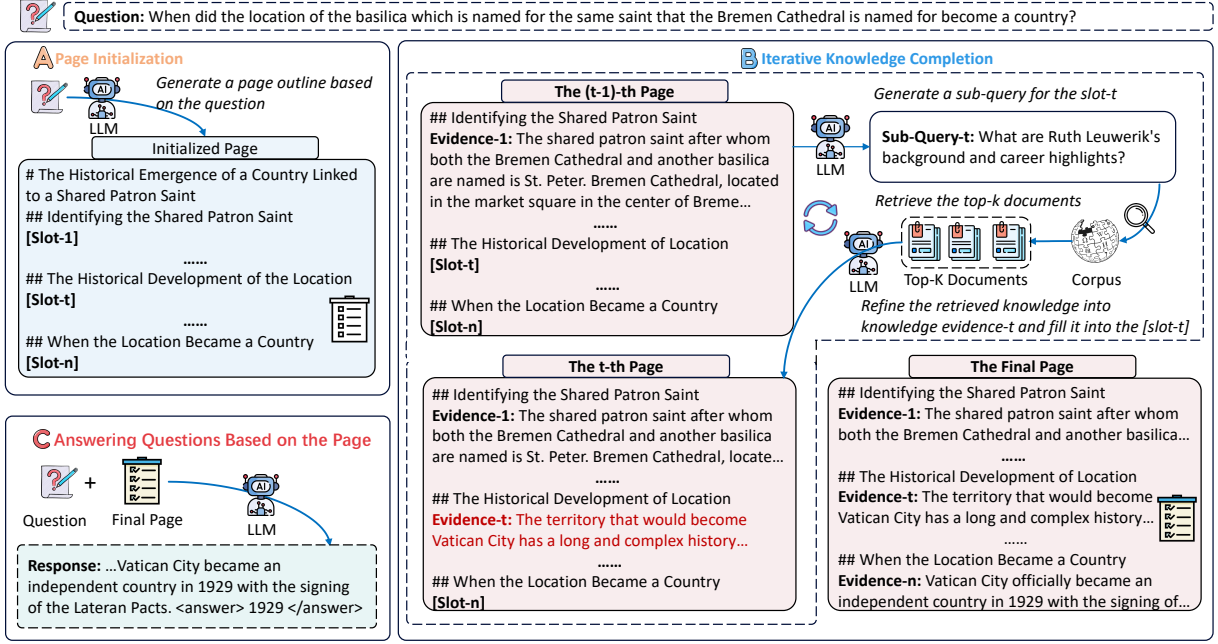 Question: When did the location of the basilica which is named for the same saint that the Bremen Cathedral is named for become a country?
A Page Initialization
Generate a page outline based
on the question
AI
LLM
Initialized Page
# The Historical Emergence of a Country Linked
to a Shared Patron Saint
## Identifying the Shared Patron Saint
[Slot-1]
......
## The Historical Development of the Location
[Slot-t]
......
## When the Location Became a Country
[Slot-n]
B Iterative Knowledge Completion
The (t-1)-th Page
## Identifying the Shared Patron Saint
Evidence-1: The shared patron saint after whom
both the Bremen Cathedral and another basilica
are named is St. Peter. Bremen Cathedral, located
in the market square in the center of Breme...
......
## The Historical Development of Location
[Slot-t]
......
## When the Location Became a Country
[Slot-n]
Generate a sub-query for the slot-t
AI
LLM
Sub-Query-t: What are Ruth Leuwerik's
background and career highlights?
Retrieve the top-k documents
AI
LLM
Top-K Documents
Corpus
Refine the retrieved knowledge into
knowledge evidence-t and fill it into the [slot-t]
The t-th Page
## Identifying the Shared Patron Saint
Evidence-1: The shared patron saint after whom
both the Bremen Cathedral and another basilica
are named is St. Peter. Bremen Cathedral, locate...
......
## The Historical Development of Location
Evidence-t: The territory that would become
Vatican City has a long and complex history...
......
## When the Location Became a Country
[Slot-n]
The Final Page
## Identifying the Shared Patron Saint
Evidence-1: The shared patron saint after whom
both the Bremen Cathedral and another basilica...
......
## The Historical Development of Location
Evidence-t: The territory that would become
Vatican City has a long and complex history...
......
## When the Location Became a Country
Evidence-n: Vatican City officially became an
independent country in 1929 with the signing of...
C Answering Questions Based on the Page
+
Question
Final Page
AI
LLM
Response: ...Vatican City became an
independent country in 1929 with the signing
of the Lateran Pacts. <answer> 1929 </answer>